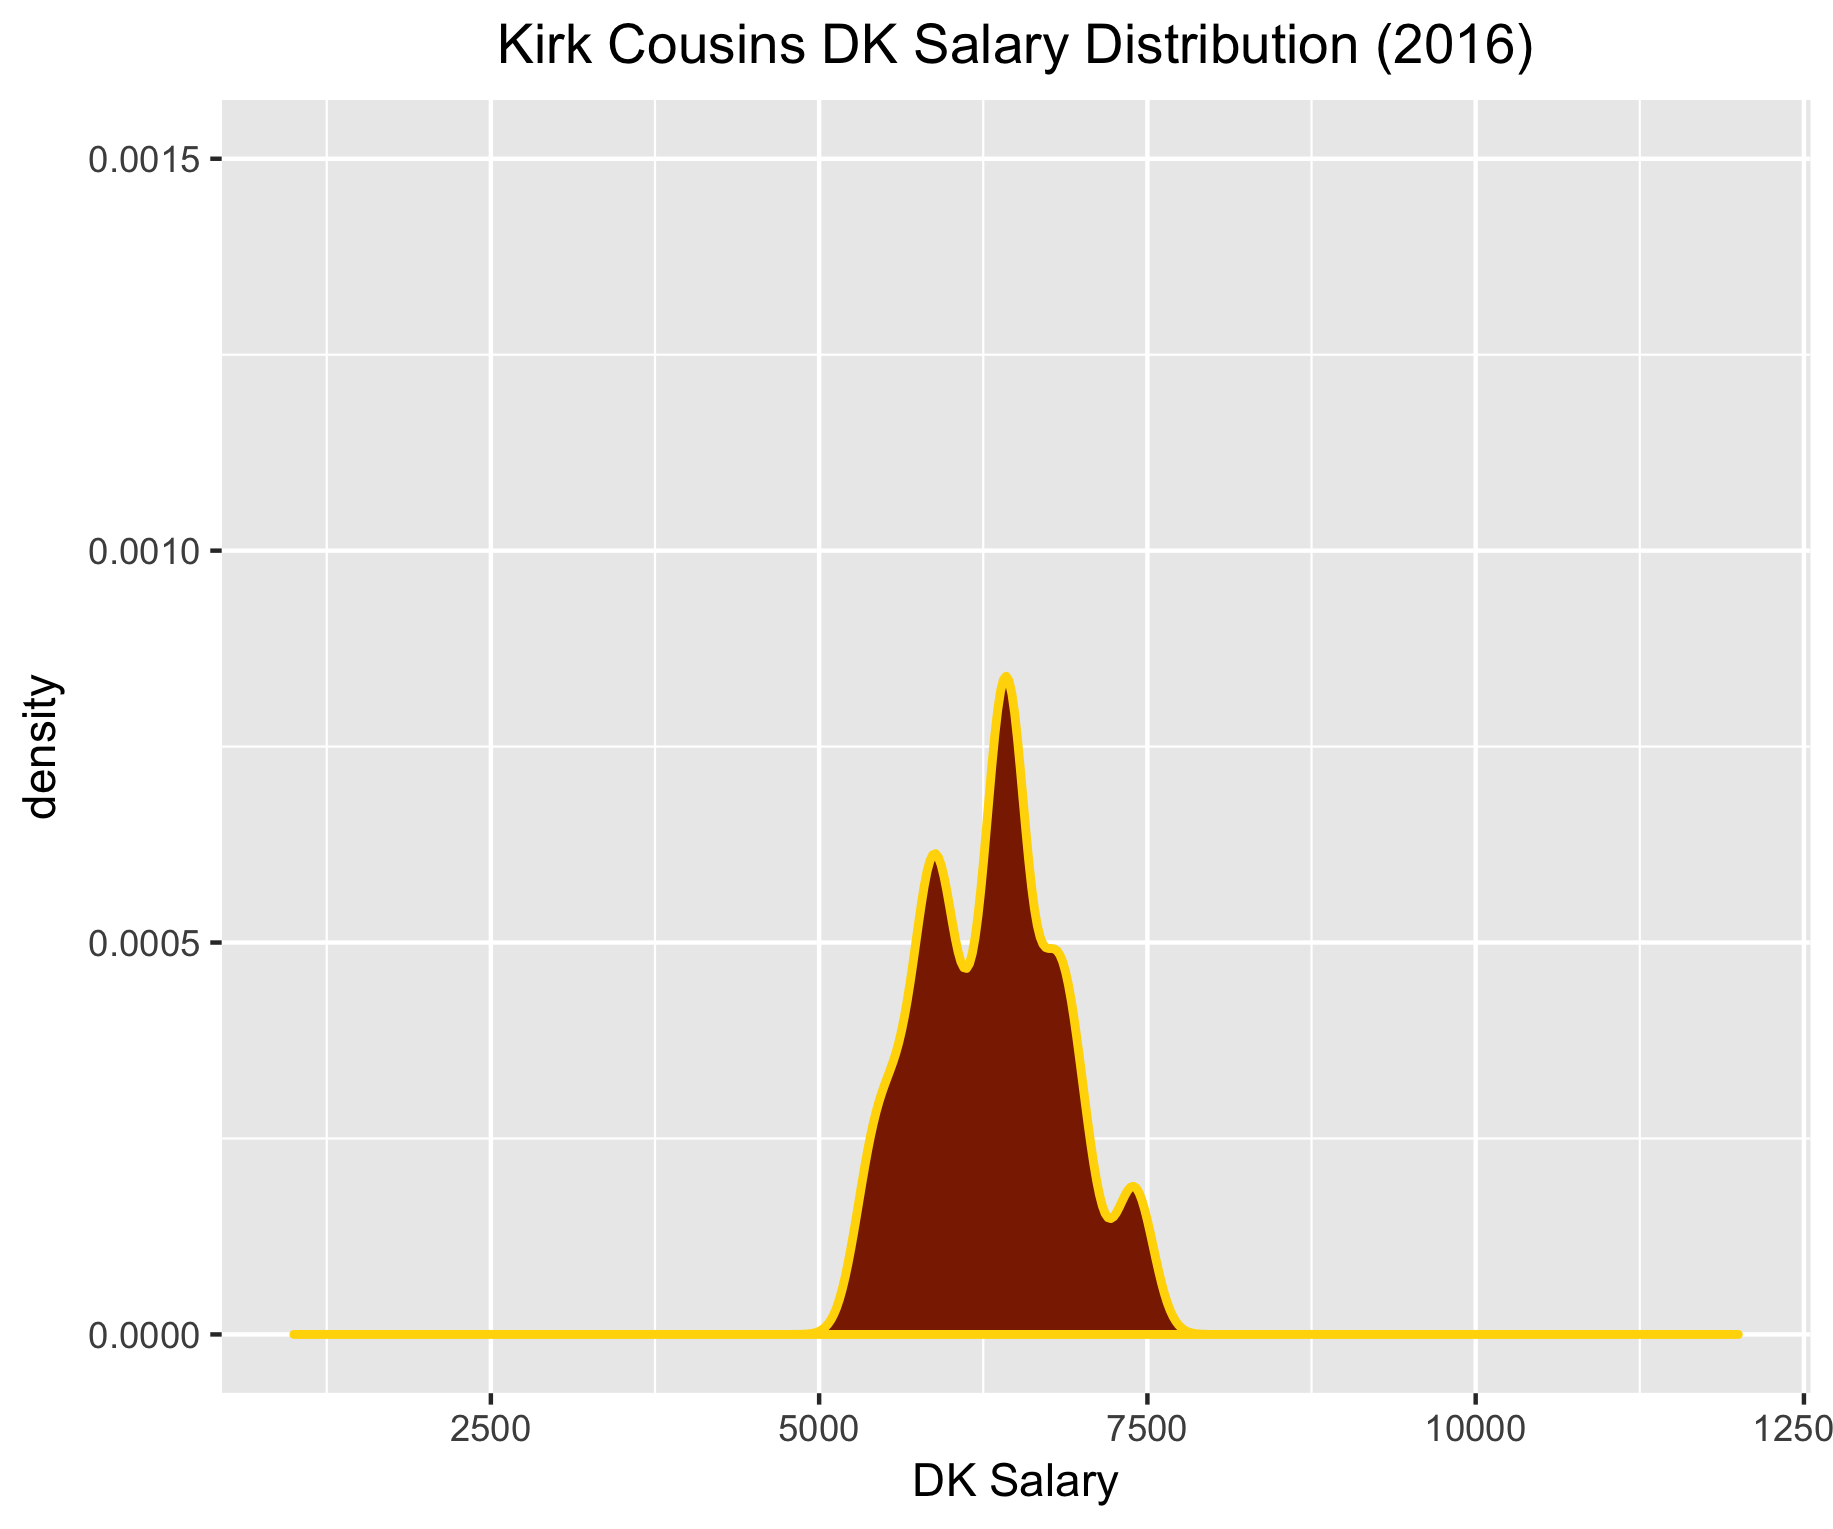 Kirk Cousins DK Salary Distribution (2016)
0.0015
0.0010
0.0005
0.0000
density
2500 5000 7500 10000 1250
DK Salary